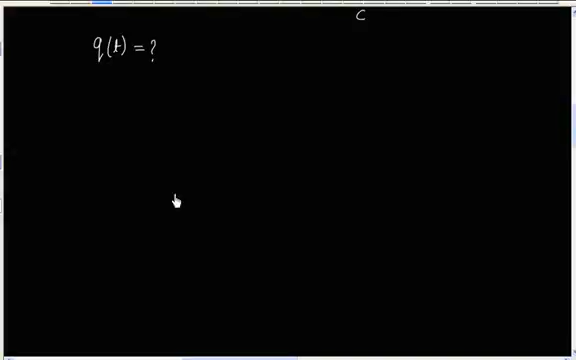 C
q(t) = ?